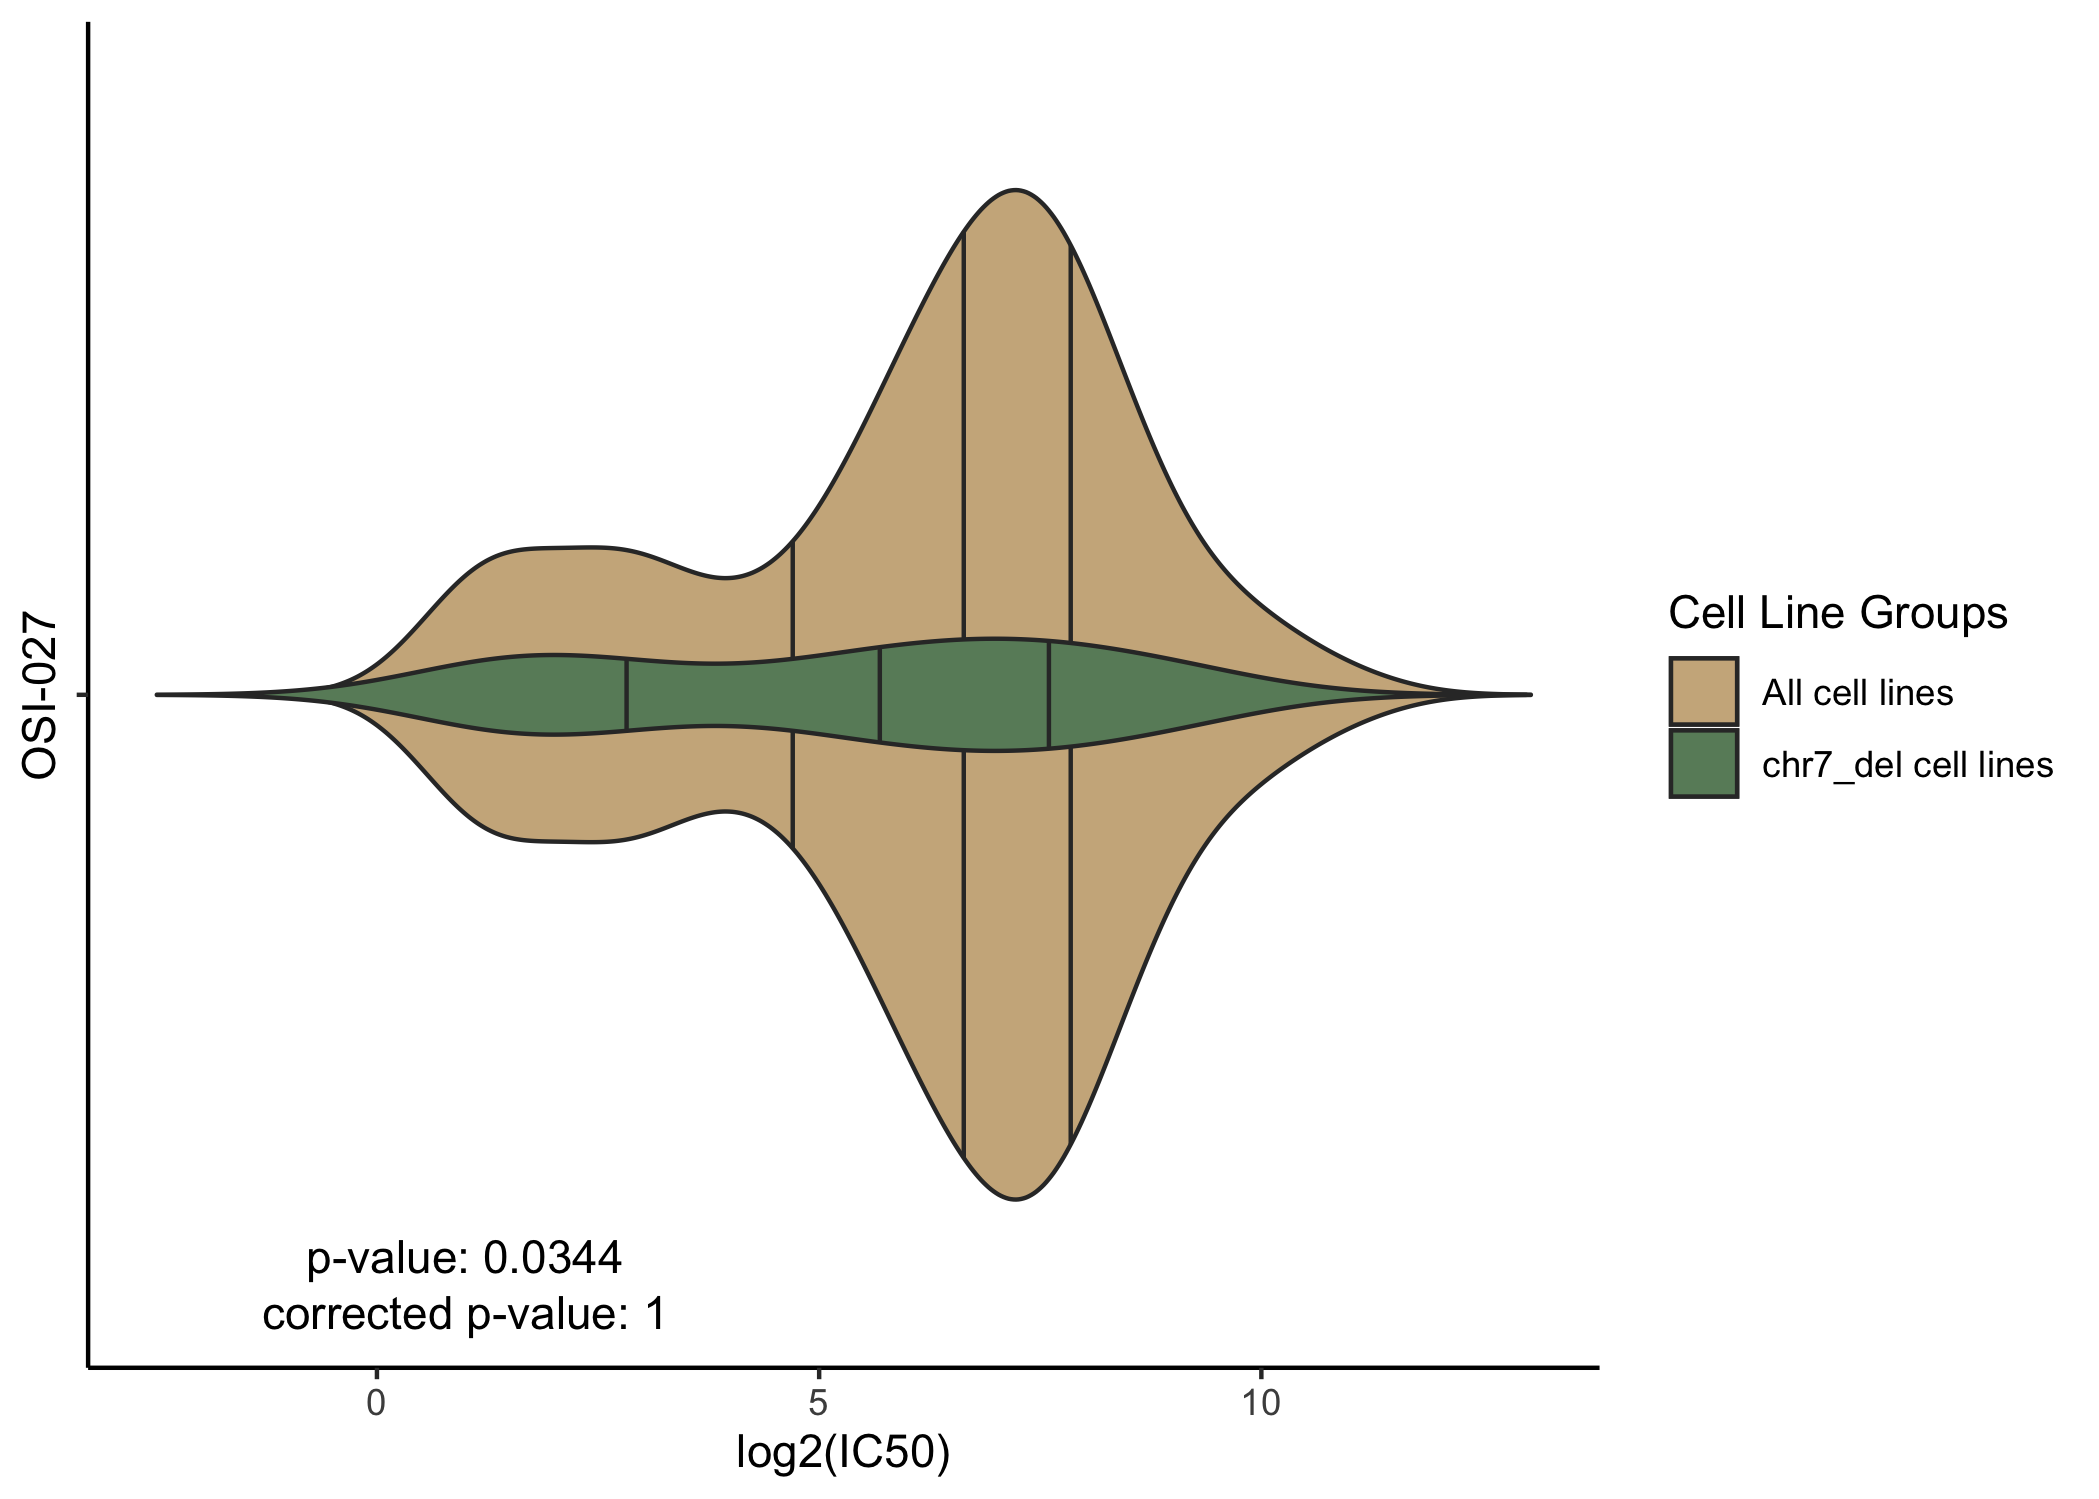 OSI-027
p-value: 0.0344
corrected p-value: 1
0 5 10
log2(IC50)
Cell Line Groups
All cell lines
chr7_del cell lines